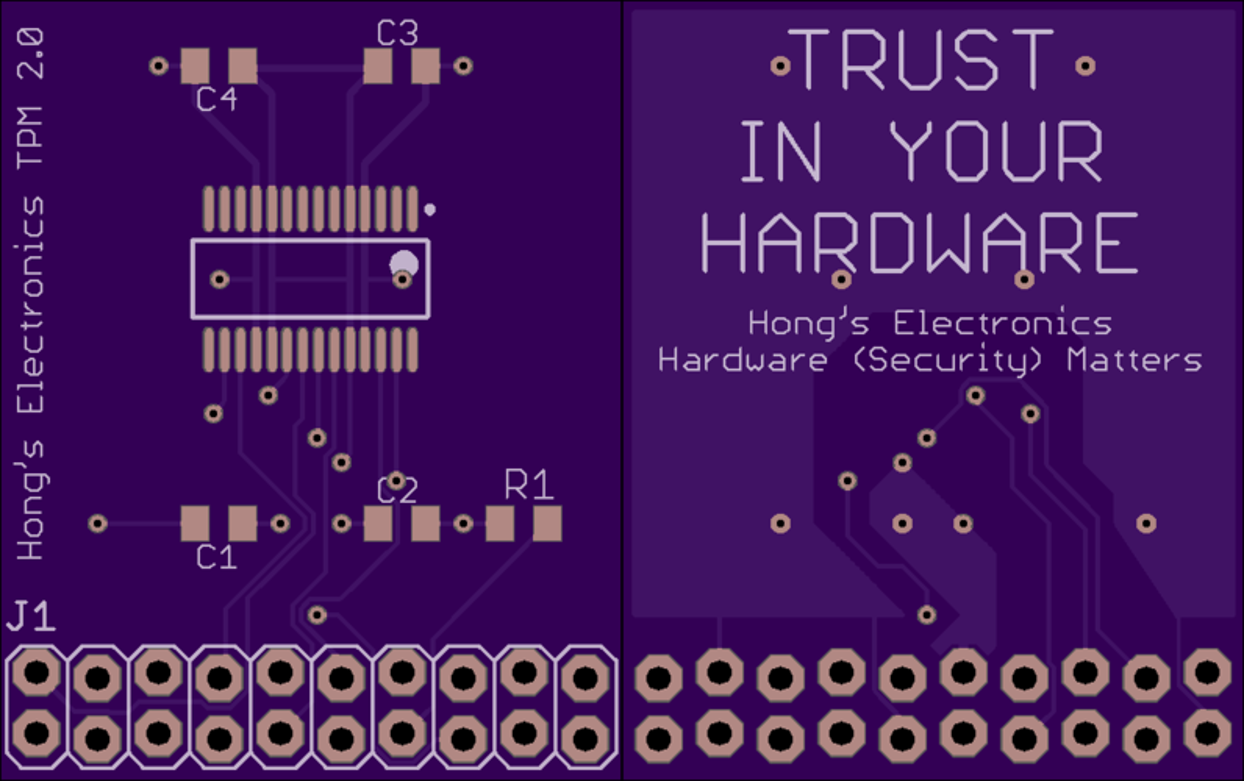 Hong's Electronics TPM 2.0
C3
C4
C2
R1
C1
J1
TRUST
IN YOUR
HARDWARE
Hong's Electronics
Hardware (Security) Matters